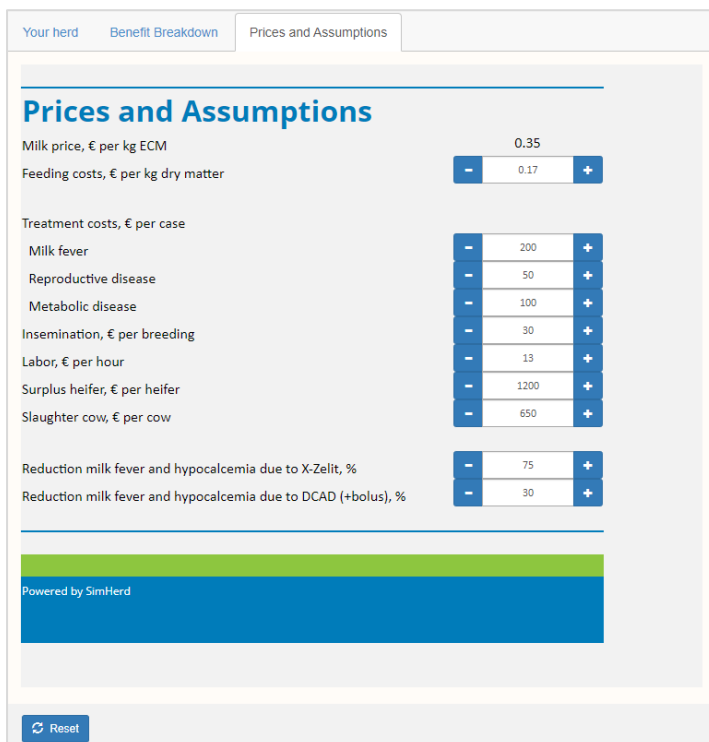 Your herd Benefit Breakdown Prices and Assumptions
Prices and Assumptions
Milk price, € per kg ECM 0.35
Feeding costs, € per kg dry matter - 0.17 +
Treatment costs, € per case
Milk fever - 200 +
Reproductive disease - 50 +
Metabolic disease - 100 +
Insemination, € per breeding - 30 +
Labor, € per hour - 13 +
Surplus heifer, € per heifer - 1200 +
Slaughter cow, € per cow - 650 +
Reduction milk fever and hypocalcemia due to X-Zelit, % - 75 +
Reduction milk fever and hypocalcemia due to DCAD (+bolus), % - 30 +
Powered by SimHerd
Reset